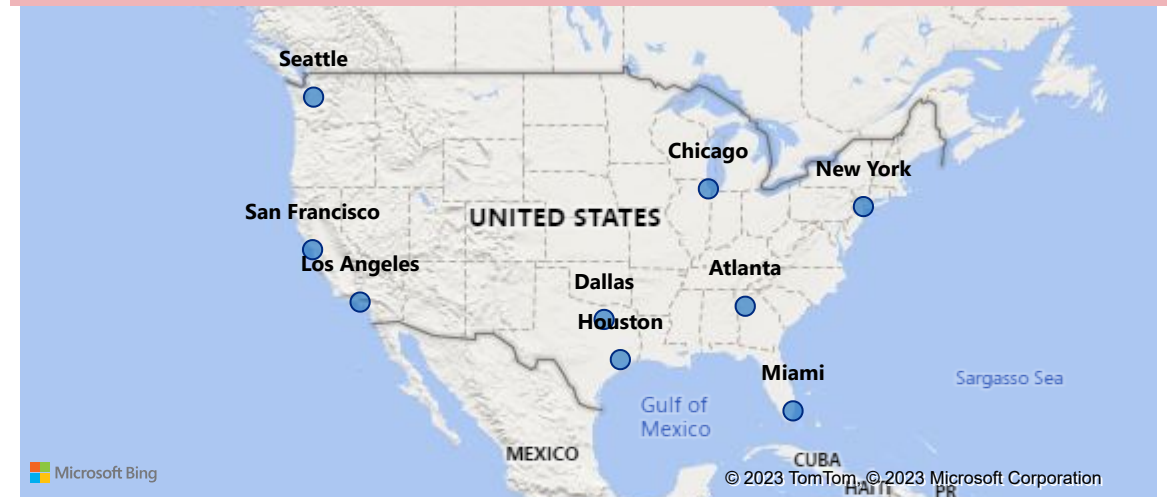 Seattle
Chicago
New York
San Francisco
UNITED STATES
Los Angeles
Atlanta
Dallas
Houston
Miami
Sargasso Sea
Gulf of
Mexico
MEXICO
CUBA
Microsoft Bing
© 2023 TomTom, © 2023 Microsoft Corporation
HAITI
PR